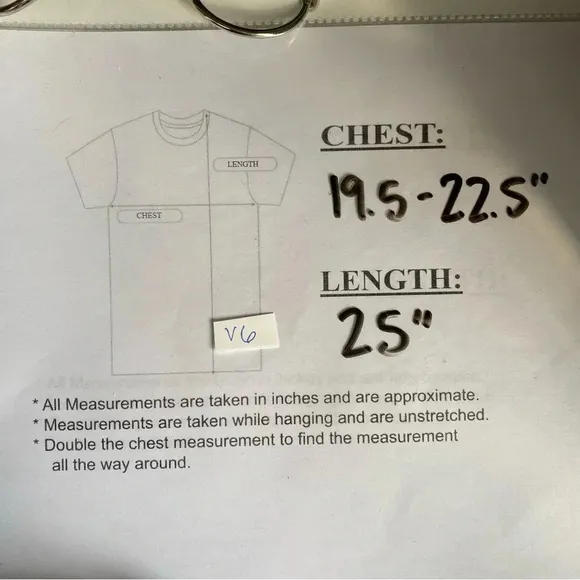 LENGTH
CHEST
CHEST:
19.5-22.5"
LENGTH:
25"
V6
* All Measurements are taken in inches and are approximate.
* Measurements are taken while hanging and are unstretched.
* Double the chest measurement to find the measurement
all the way around.